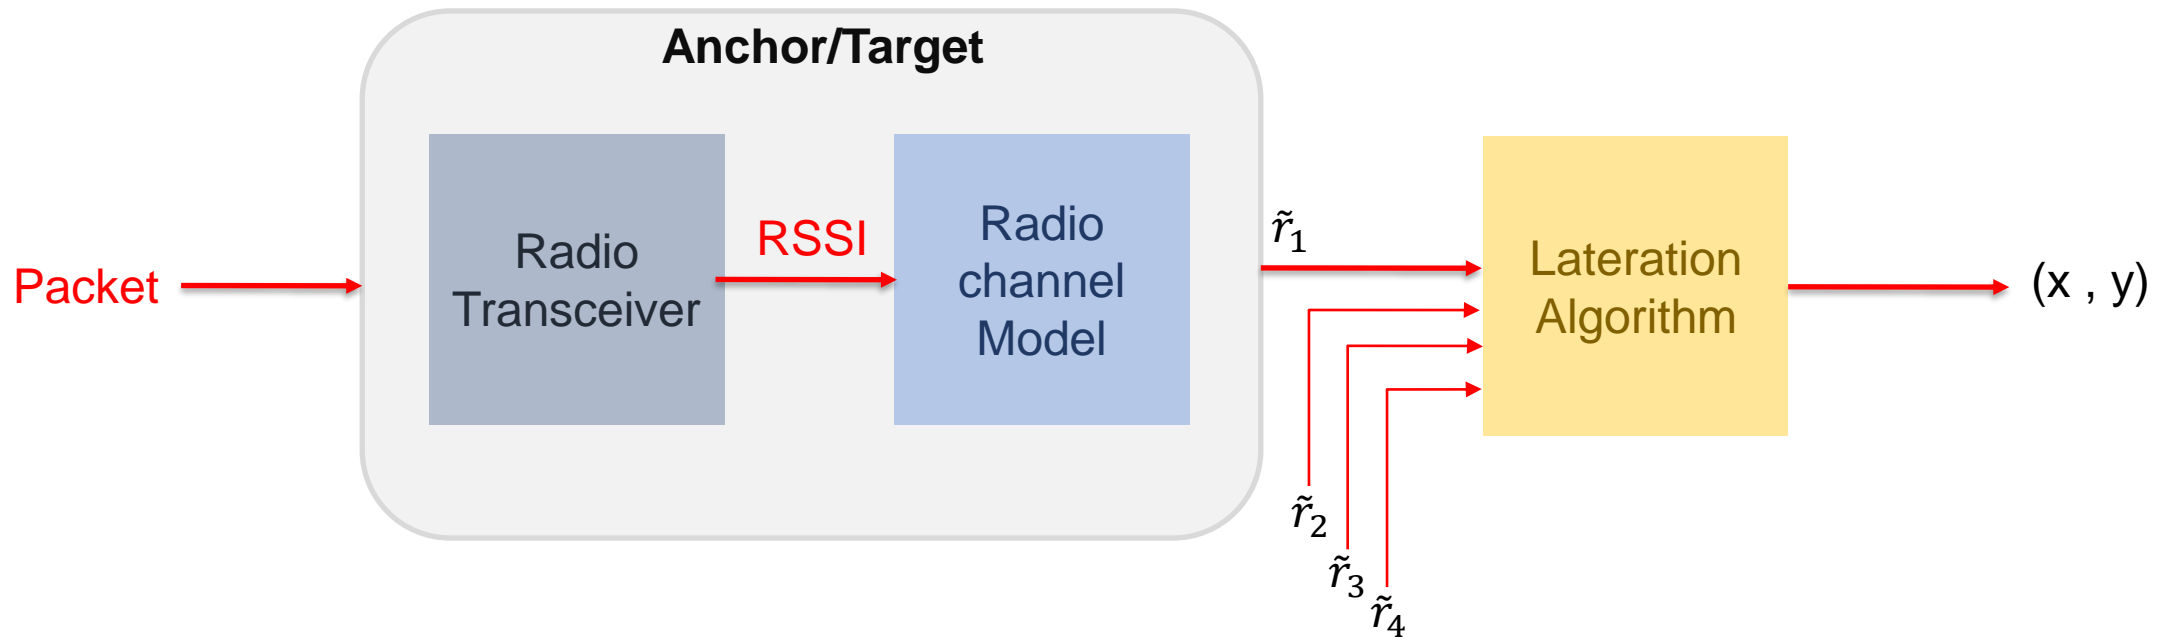 Anchor/Target
Packet
Radio
Transceiver
RSSI
Radio
channel
Model
r̃₁
r̃₂
r̃₃
r̃₄
Lateration
Algorithm
(x , y)